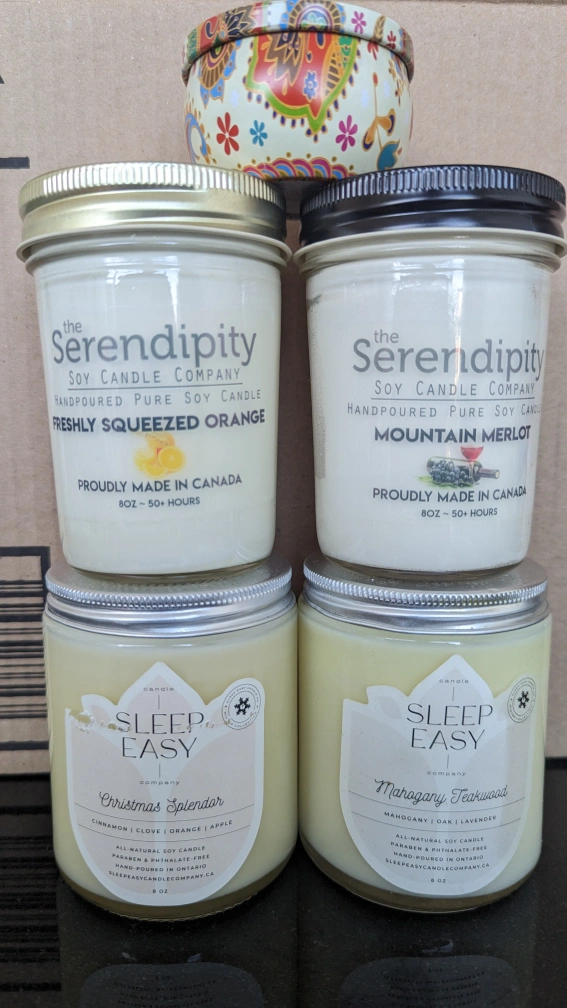 the
Serendipity
SOY CANDLE COMPANY
HANDPOURED PURE SOY CANDLE
FRESHLY SQUEEZED ORANGE
PROUDLY MADE IN CANADA
8OZ ~ 50+ HOURS
the
Serendipity
SOY CANDLE COMPANY
HANDPOURED PURE SOY CANDL
MOUNTAIN MERLOT
PROUDLY MADE IN CANADA
8OZ ~ 50+ HOURS
candle
SLEEP
EASY
company
Christmas Splendor
CINNAMON | CLOVE | ORANGE | APPLE
ALL-NATURAL SOY CANDLE
PARABEN & PHTHALATE-FREE
HAND-POURED IN ONTARIO
SLEEPEASYCANDLECOMPANY.CA
8 OZ
candle
SLEEP
EASY
company
Mahogany Teakwood
MAHOGANY | OAK | LAVENDER
ALL-NATURAL SOY CANDLE
PARABEN & PHTHALATE-FREE
HAND-POURED IN ONTARIO
SLEEPEASYCANDLECOMPANY.CA
8 OZ